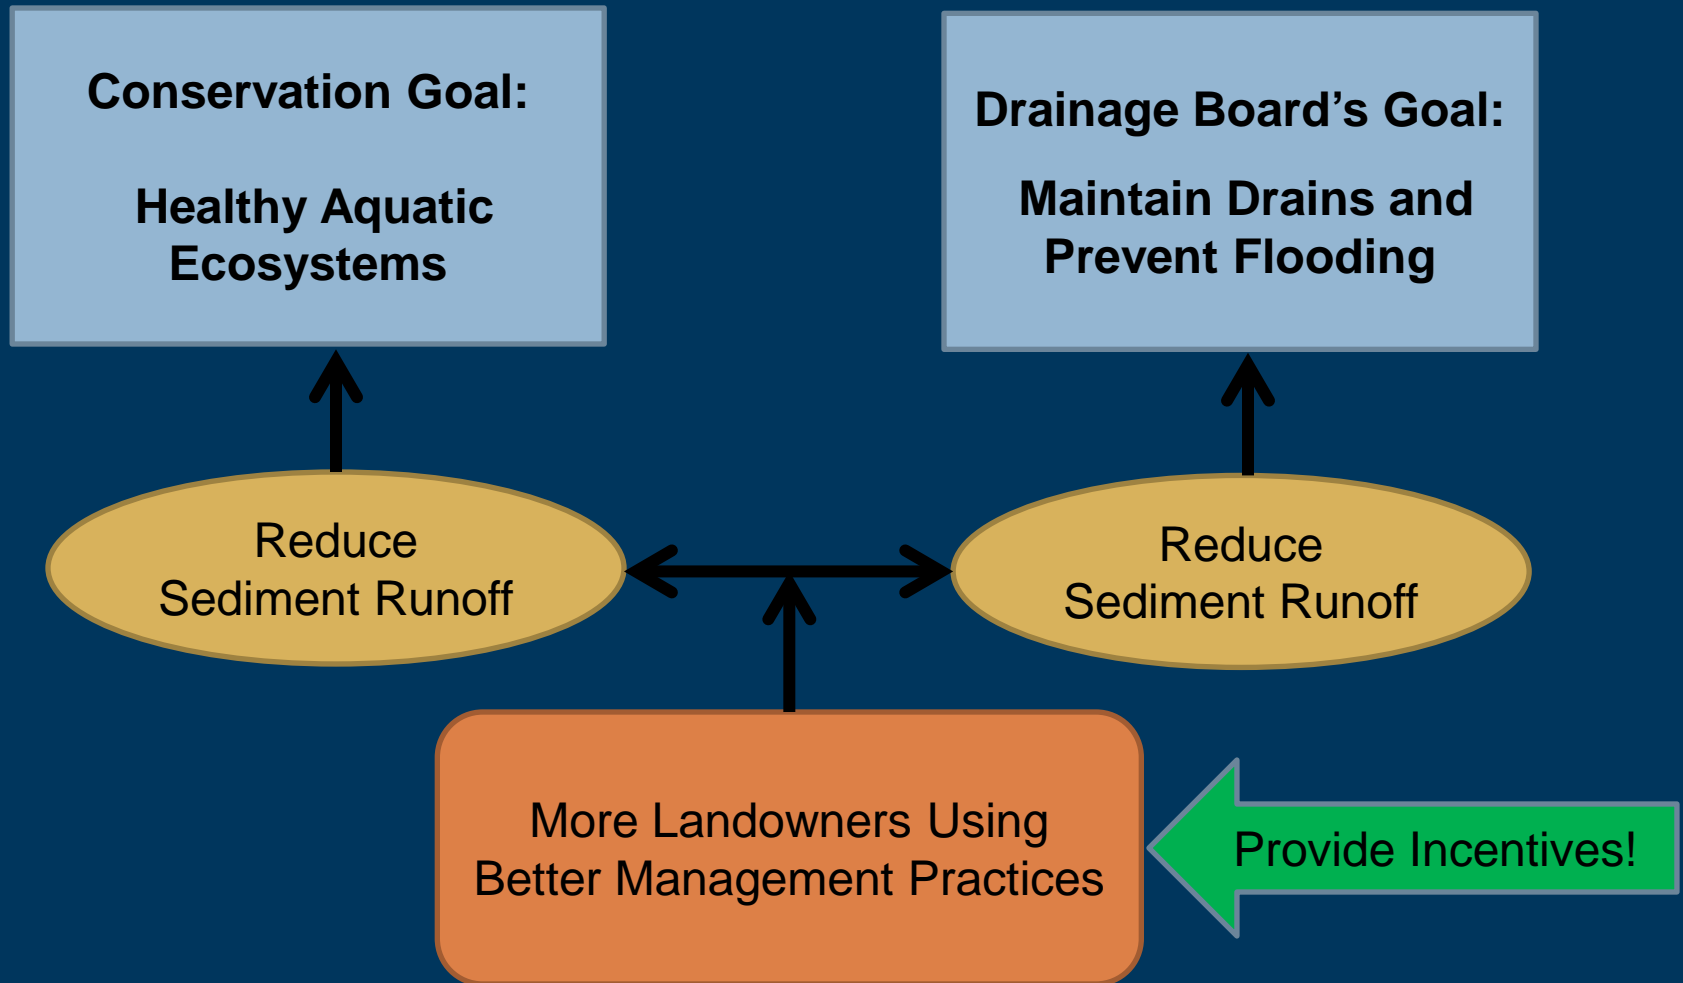 Conservation Goal:
Healthy Aquatic
Ecosystems
Drainage Board’s Goal:
Maintain Drains and
Prevent Flooding
Reduce
Sediment Runoff
Reduce
Sediment Runoff
More Landowners Using
Better Management Practices
Provide Incentives!